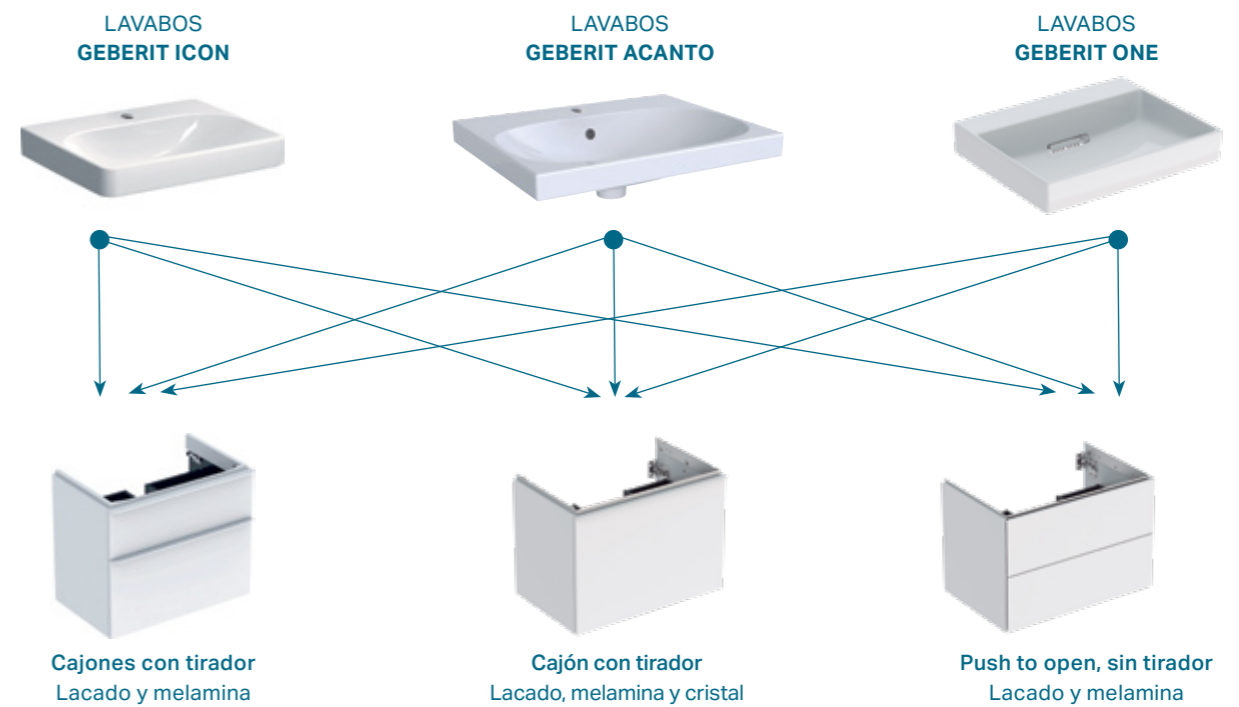 LAVABOS
GEBERIT ICON
LAVABOS
GEBERIT ACANTO
LAVABOS
GEBERIT ONE
Cajones con tirador
Lacado y melamina
Cajón con tirador
Lacado, melamina y cristal
Push to open, sin tirador
Lacado y melamina